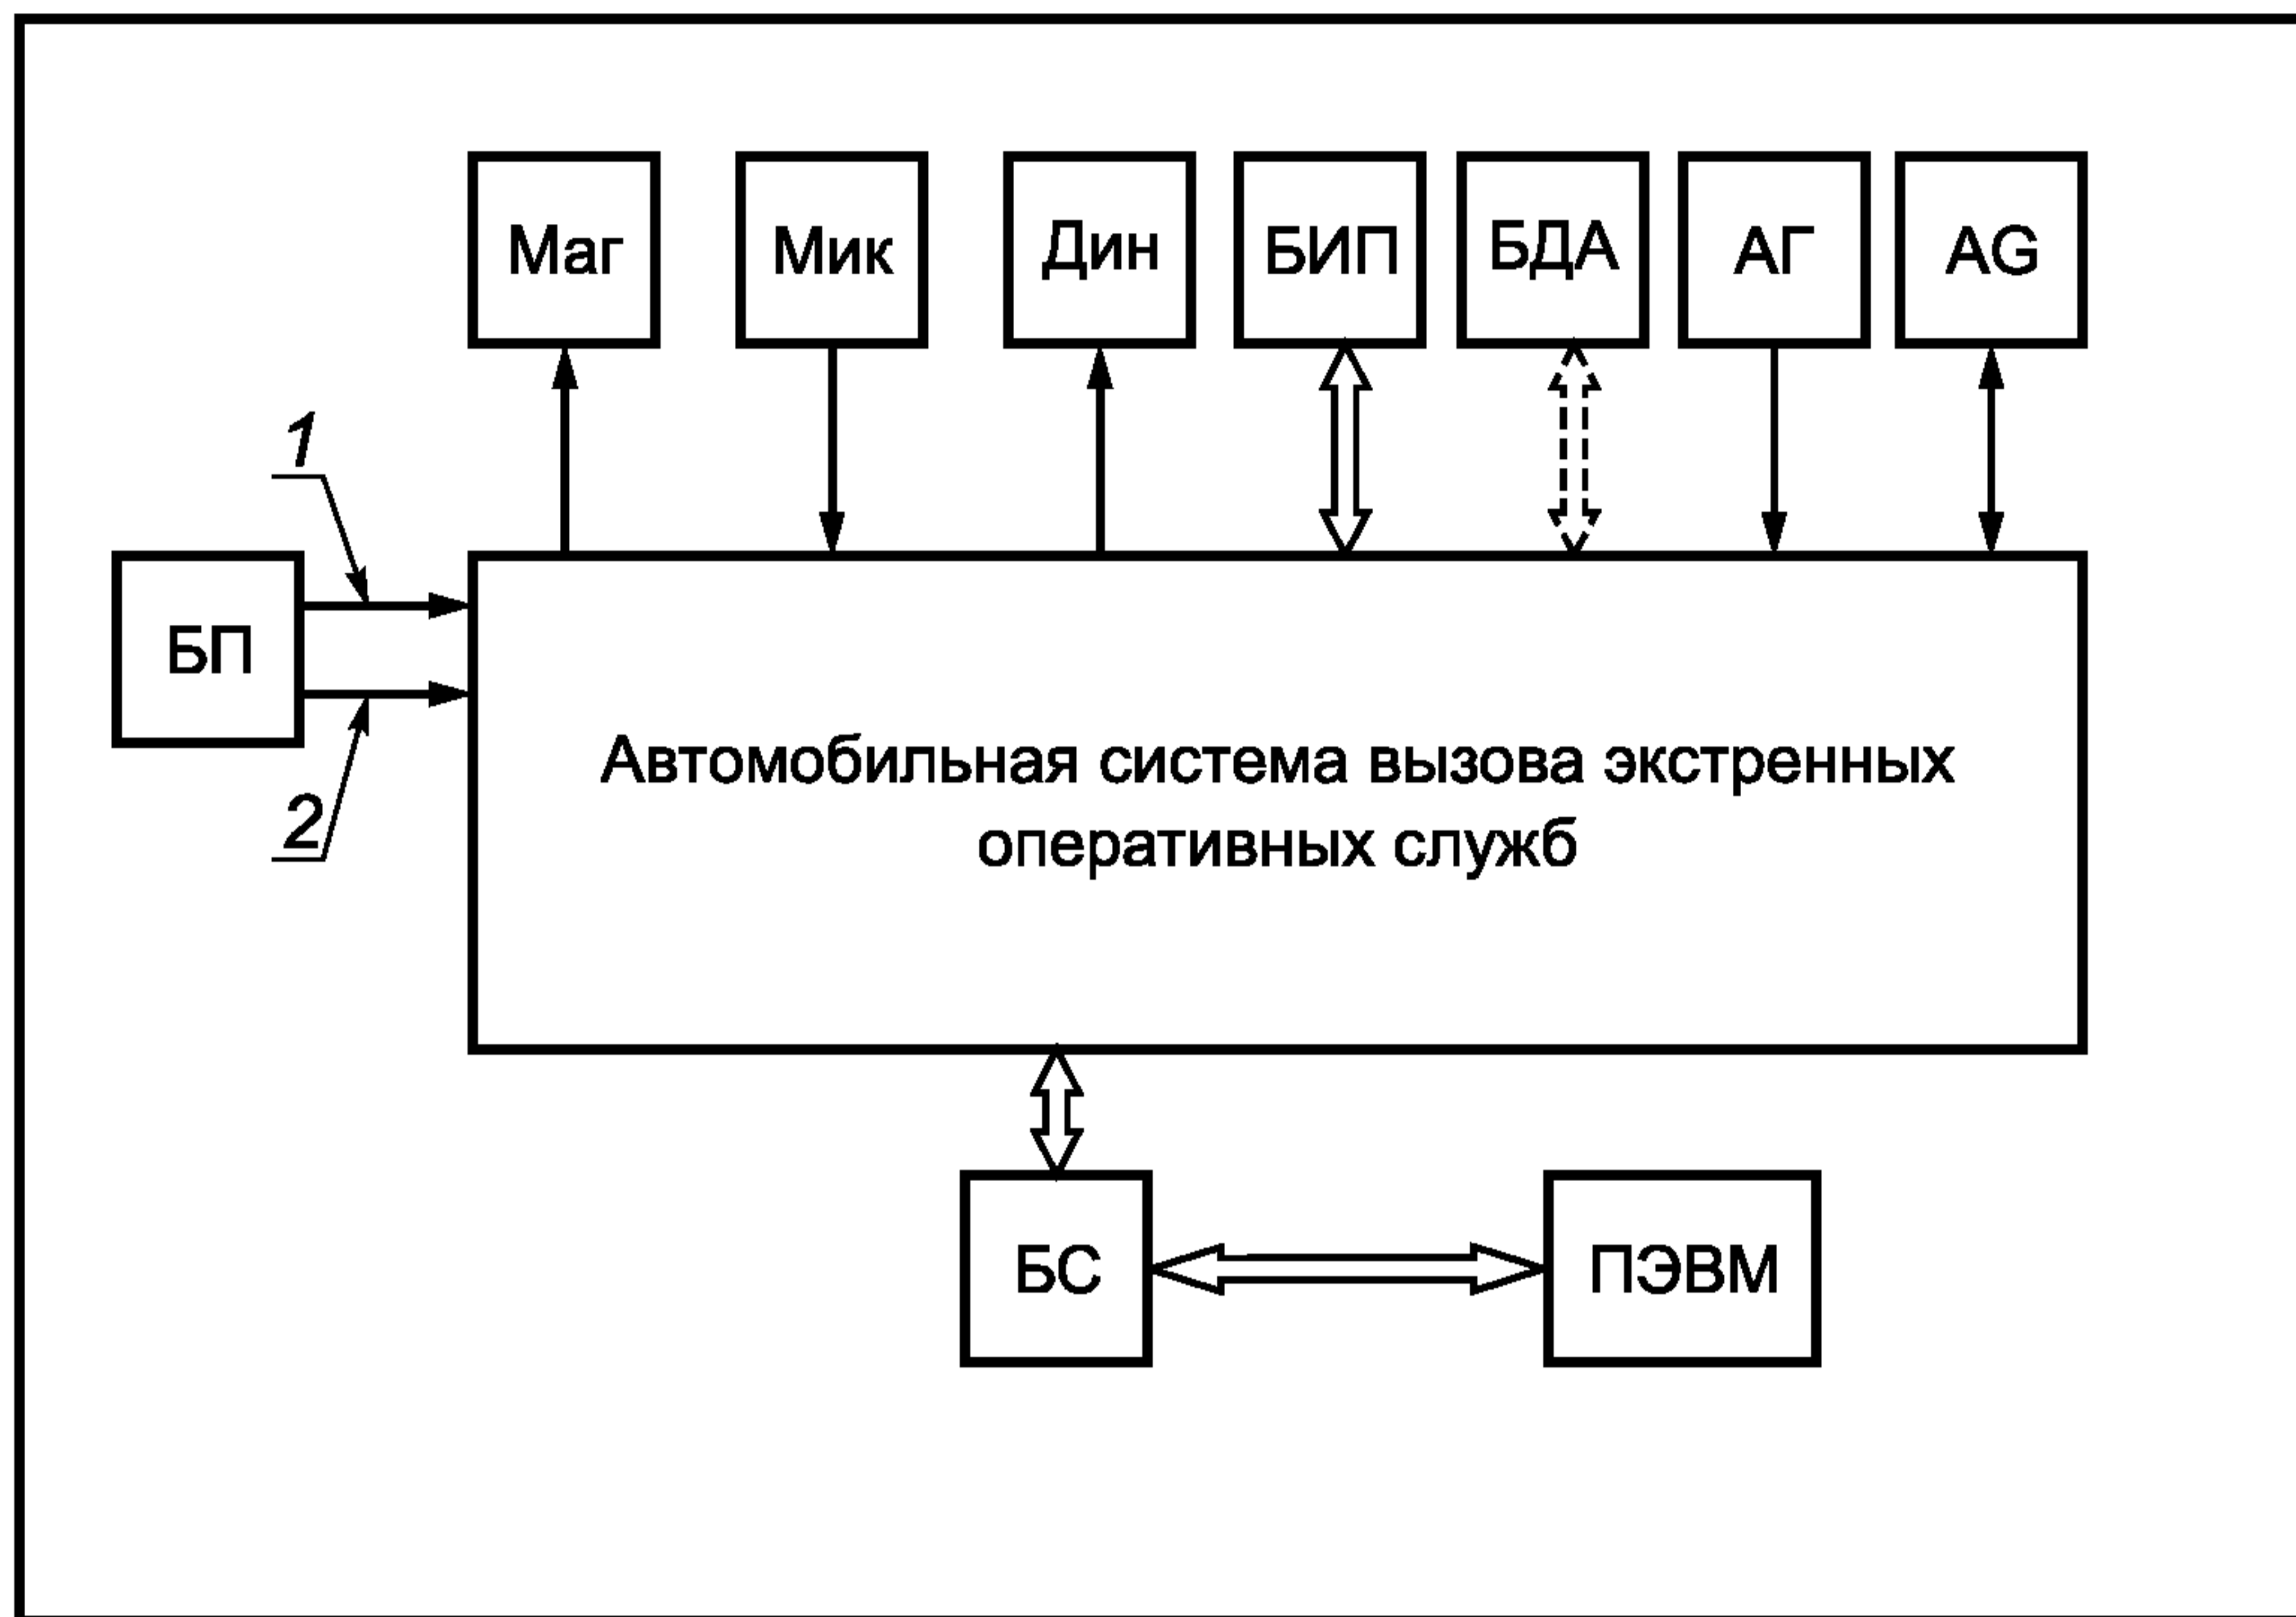 Маг
Мик
Дин
БИП
БДА
АГ
AG
1
БП
2
Автомобильная система вызова экстренных
оперативных служб
БС
ПЭВМ